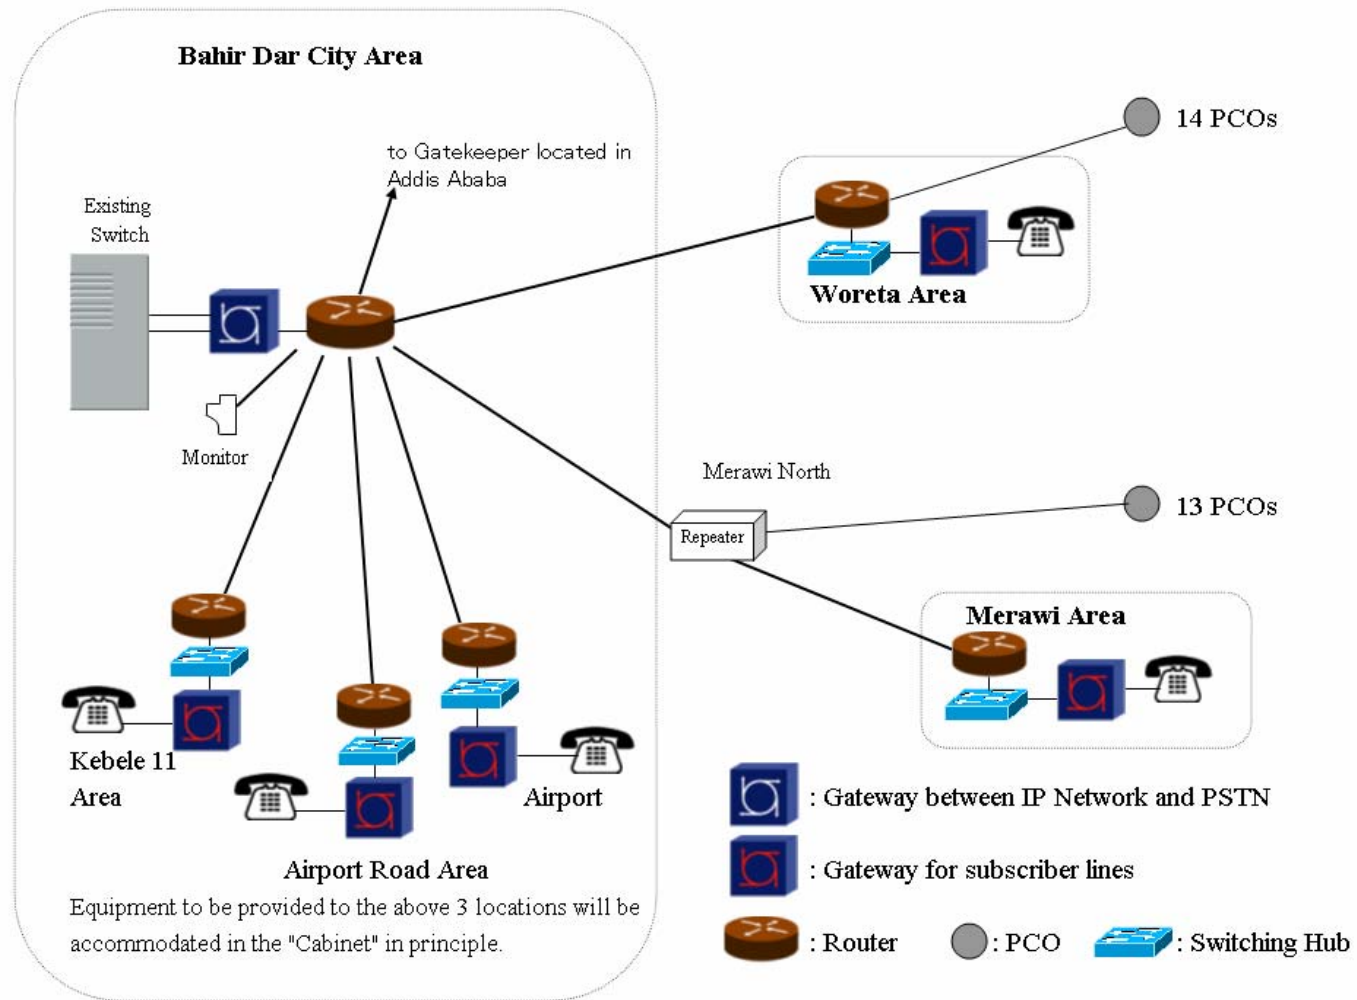 Bahir Dar City Area
to Gatekeeper located in
Addis Ababa
Existing
Switch
Monitor
14 PCOs
Woreta Area
Merawi North
Repeater
13 PCOs
Merawi Area
Kebele 11
Area
Airport
Airport Road Area
Equipment to be provided to the above 3 locations will be
accommodated in the "Cabinet" in principle.
: Gateway between IP Network and PSTN
: Gateway for subscriber lines
: Router
: PCO
: Switching Hub